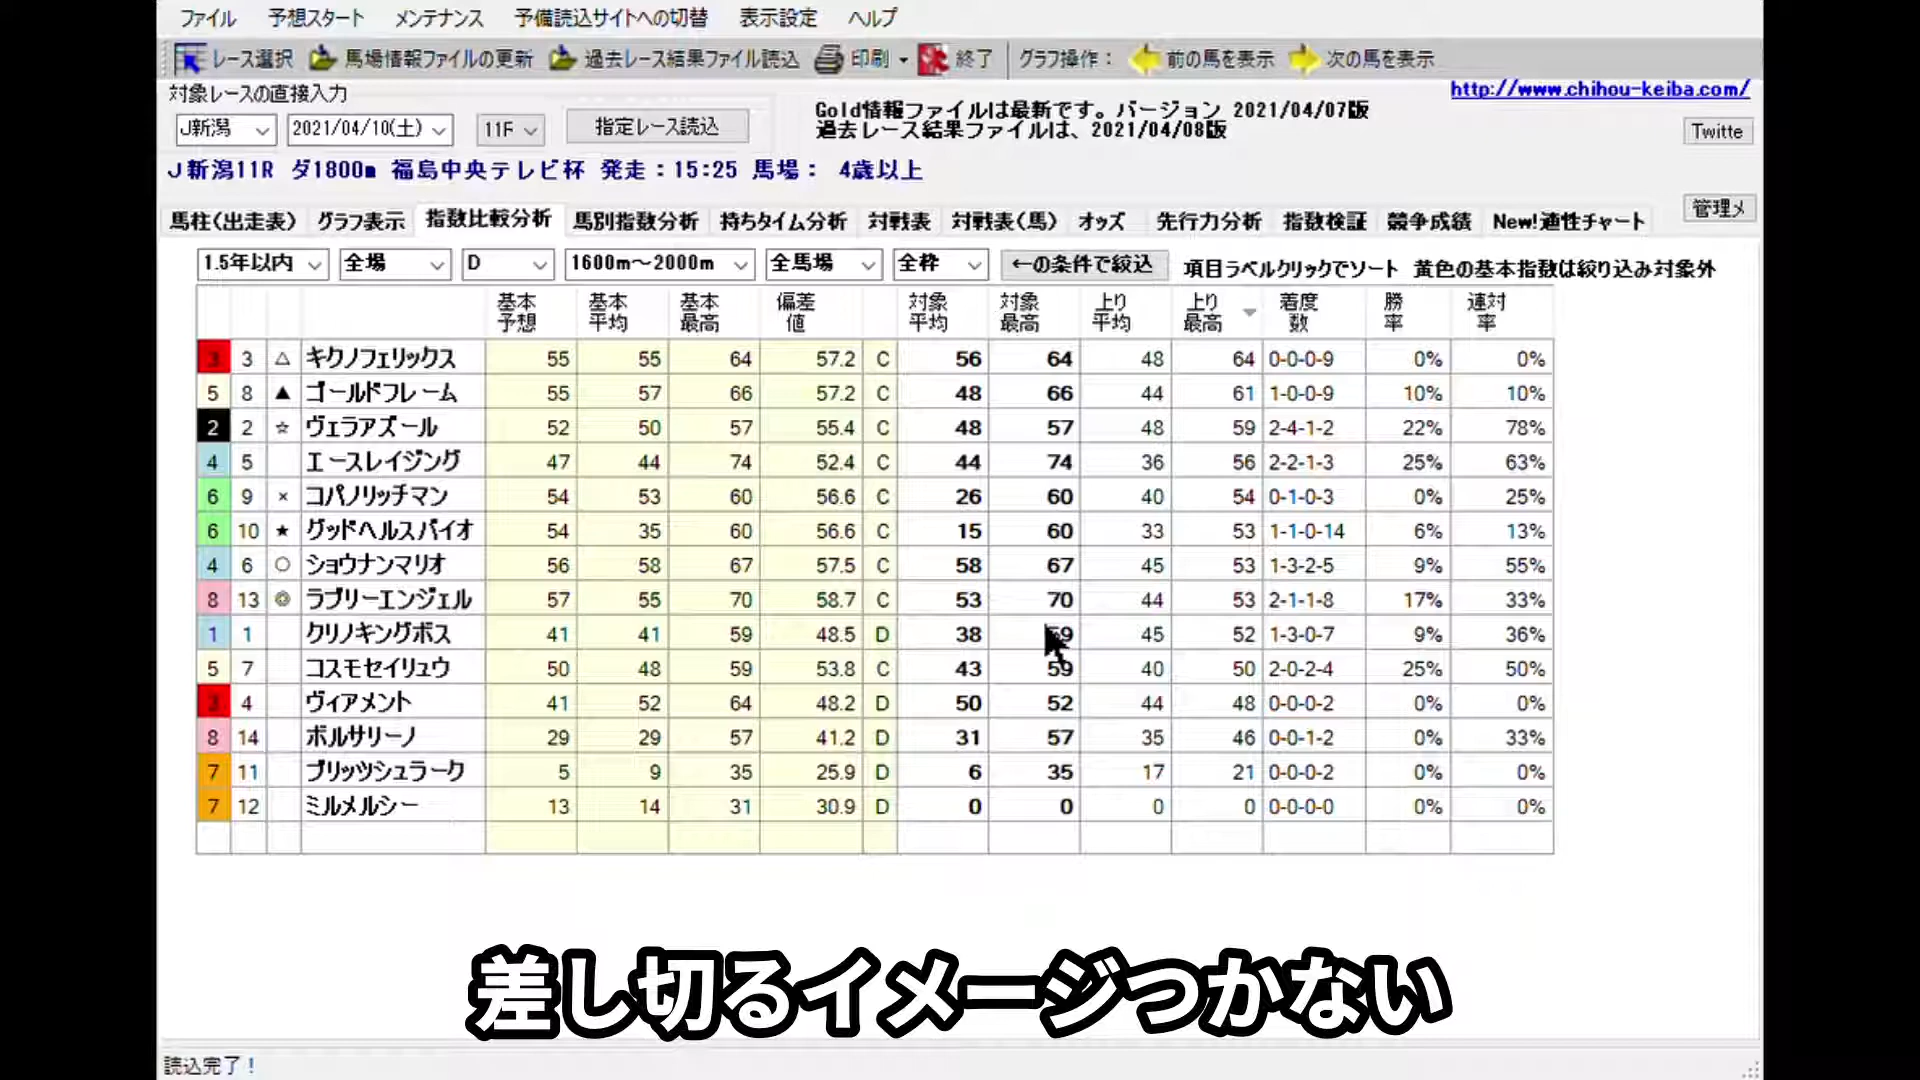 ファイル 予想スタート メンテナンス 予備読込サイトへの切替 表示設定 ヘルプ
レース選択 馬場情報ファイルの更新 過去レース結果ファイル読込 印刷 終了 グラフ操作： 前の馬を表示 次の馬を表示
対象レースの直接入力
http://www.chihou-keiba.com/
Gold情報ファイルは最新です。バージョン 2021/04/07版
過去レース結果ファイルは、2021/04/08版
J新潟 2021/04/10(土) 11F 指定レース読込
Twitte
J新潟11R ダ1800m 福島中央テレビ杯 発走：15:25 馬場： 4歳以上
管理メ
馬柱(出走表) グラフ表示 指数比較分析 馬別指数分析 持ちタイム分析 対戦表 対戦表(馬) オッズ 先行力分析 指数検証 競争成績 New!適性チャート
1.5年以内 全場 D 1600m～2000m 全馬場 全枠 ←の条件で絞込 項目ラベルクリックでソート 黄色の基本指数は絞り込み対象外
基本予想 基本平均 基本最高 偏差値 対象平均 対象最高 上り平均 上り最高 着度数 勝率 連対率
3 3 △ キクノフェリックス 55 55 64 57.2 C 56 64 48 64 0-0-0-9 0% 0%
5 8 ▲ ゴールドフレーム 55 57 66 57.2 C 48 66 44 61 1-0-0-9 10% 10%
2 2 ☆ ヴェラアズール 52 50 57 55.4 C 48 57 48 59 2-4-1-2 22% 78%
4 5 エースレイジング 47 44 74 52.4 C 44 74 36 56 2-2-1-3 25% 63%
6 9 × コパノリッチマン 54 53 60 56.6 C 26 60 40 54 0-1-0-3 0% 25%
6 10 ★ グッドヘルスバイオ 54 35 60 56.6 C 15 60 33 53 1-1-0-14 6% 13%
4 6 ○ ショウナンマリオ 56 58 67 57.5 C 58 67 45 53 1-3-2-5 9% 55%
8 13 ◎ ラブリーエンジェル 57 55 70 58.7 C 53 70 44 53 2-1-1-8 17% 33%
1 1 クリノキングボス 41 41 59 48.5 D 38 59 45 52 1-3-0-7 9% 36%
5 7 コスモセイリュウ 50 48 59 53.8 C 43 59 40 50 2-0-2-4 25% 50%
3 4 ヴィアメント 41 52 64 48.2 D 50 52 44 48 0-0-0-2 0% 0%
8 14 ボルサリーノ 29 29 57 41.2 D 31 57 35 46 0-0-1-2 0% 33%
7 11 ブリッツシュラーク 5 9 35 25.9 D 6 35 17 21 0-0-0-2 0% 0%
7 12 ミルメルシー 13 14 31 30.9 D 0 0 0 0 0-0-0-0 0% 0%
差し切るイメージつかない
読込完了！